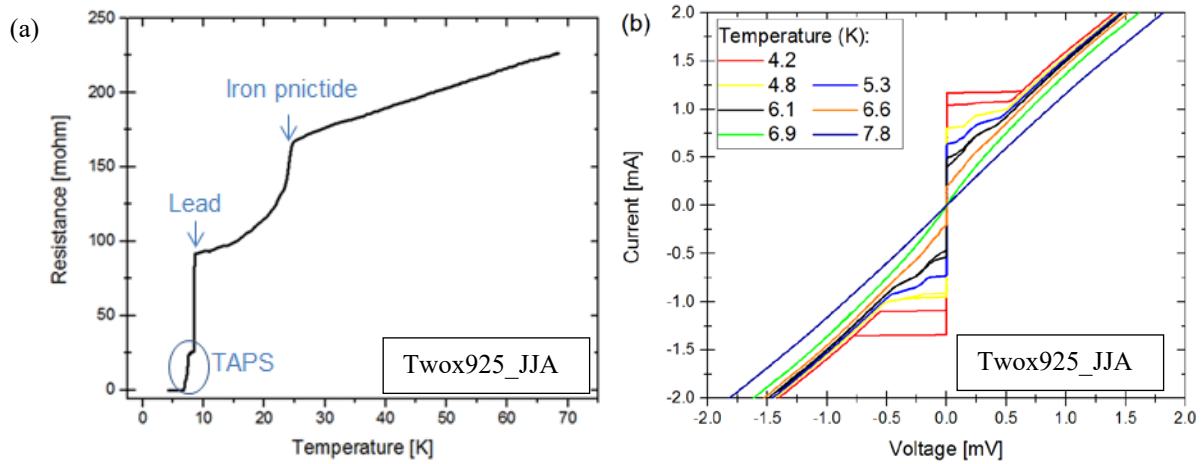 (a)
Resistance [mohm]
250
200
150
100
50
0
Iron pnictide
Lead
TAPS
Twox925_JJA
0 10 20 30 40 50 60 70
Temperature [K]
(b)
Current [mA]
2.0
1.5
1.0
0.5
0.0
-0.5
-1.0
-1.5
-2.0
Temperature (K):
4.2
4.8 5.3
6.1 6.6
6.9 7.8
Twox925_JJA
-2.0 -1.5 -1.0 -0.5 0.0 0.5 1.0 1.5 2.0
Voltage [mV]